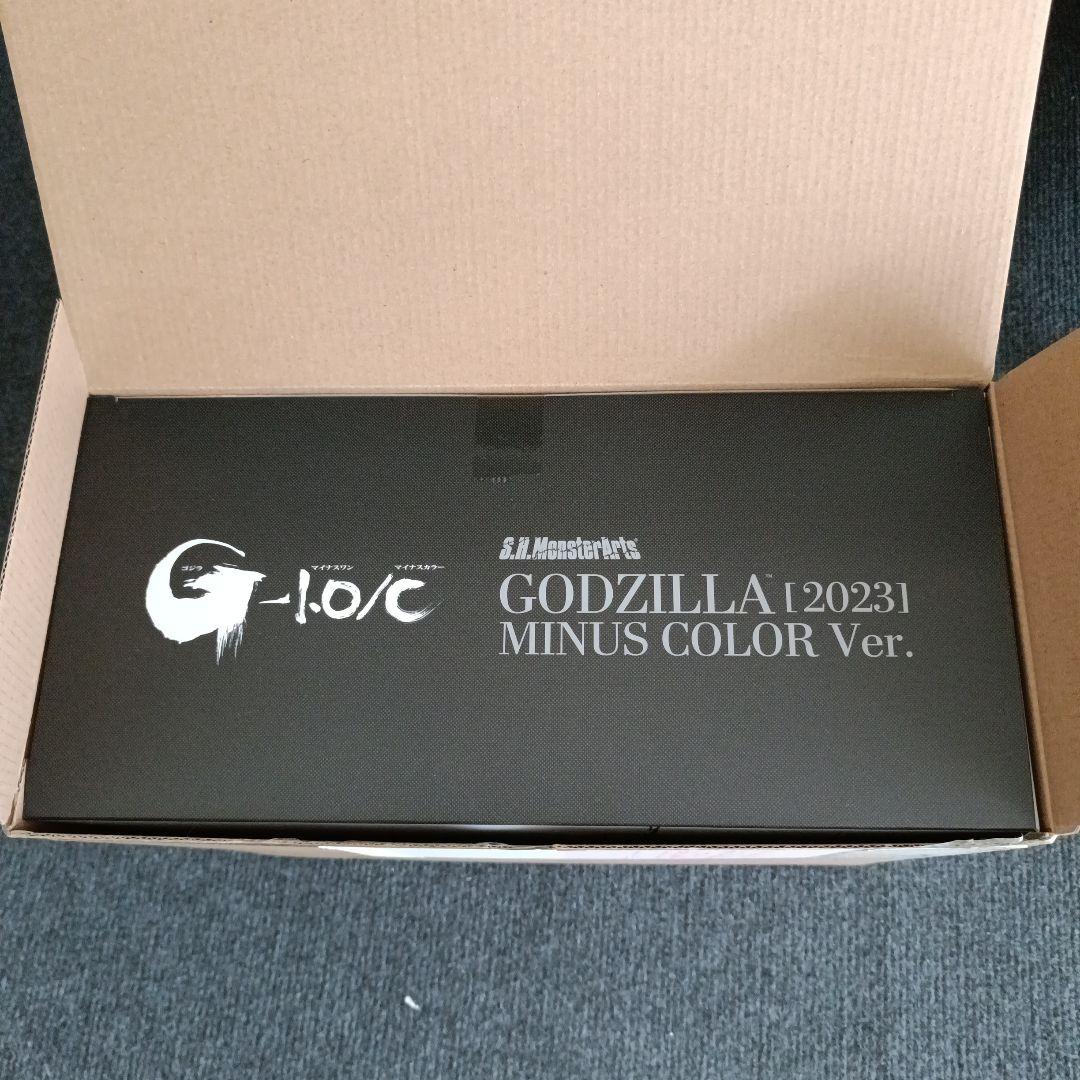 ゴジラ マイナスワン マイナスカラー
G-1.0/C
S.H.MonsterArts
GODZILLA™ [2023]
MINUS COLOR Ver.